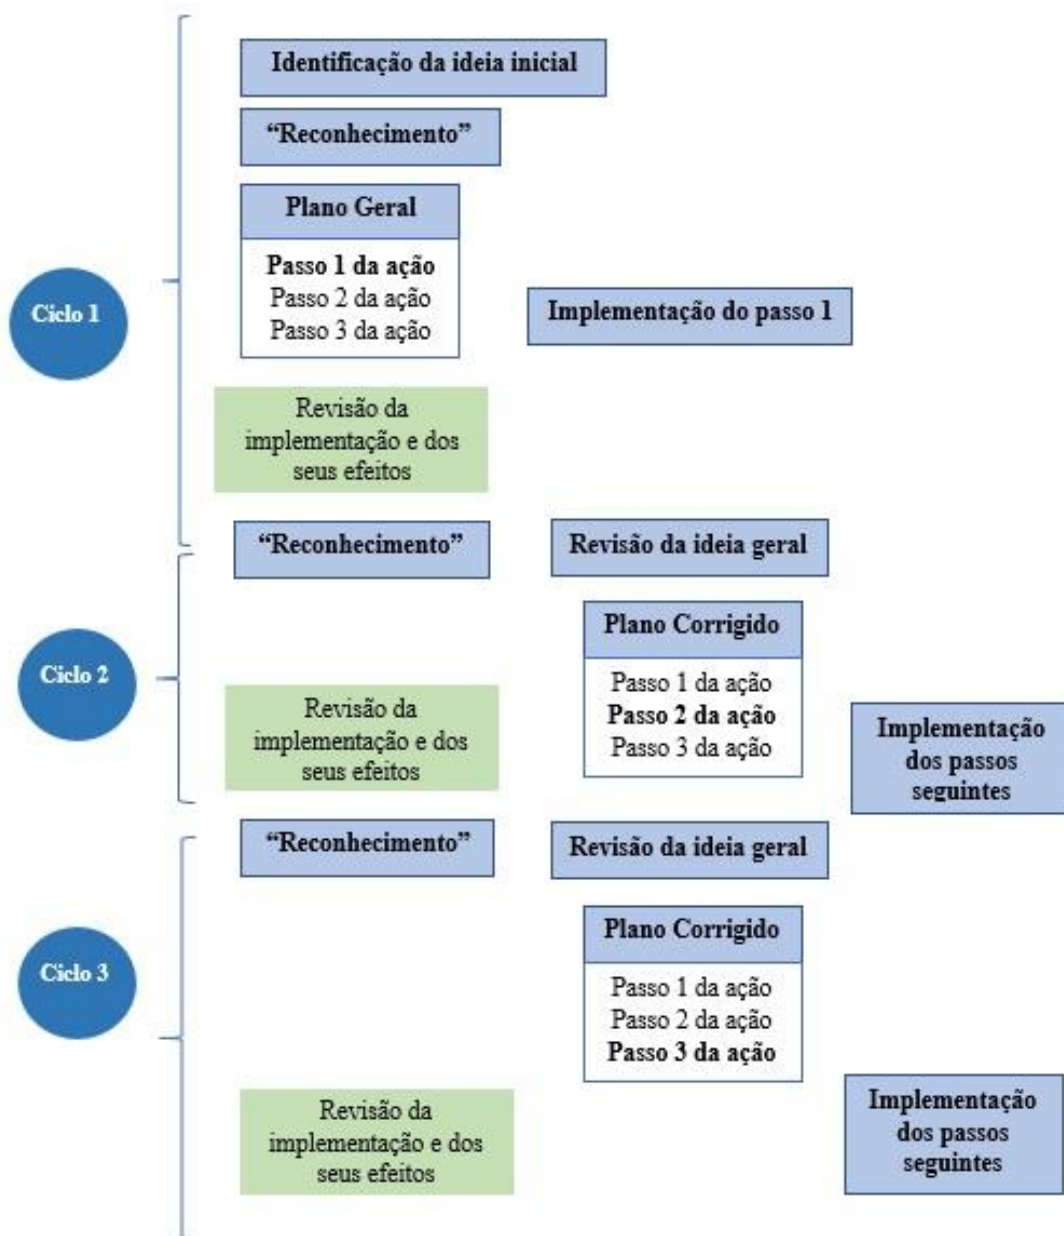 Identificação da ideia inicial
“Reconhecimento”
Plano Geral
Passo 1 da ação
Passo 2 da ação
Passo 3 da ação
Ciclo 1
Implementação do passo 1
Revisão da
implementação e dos
seus efeitos
“Reconhecimento”
Revisão da ideia geral
Plano Corrigido
Ciclo 2
Passo 1 da ação
Passo 2 da ação
Passo 3 da ação
Revisão da
implementação e dos
seus efeitos
Implementação
dos passos
seguintes
“Reconhecimento”
Revisão da ideia geral
Plano Corrigido
Ciclo 3
Passo 1 da ação
Passo 2 da ação
Passo 3 da ação
Revisão da
implementação e dos
seus efeitos
Implementação
dos passos
seguintes